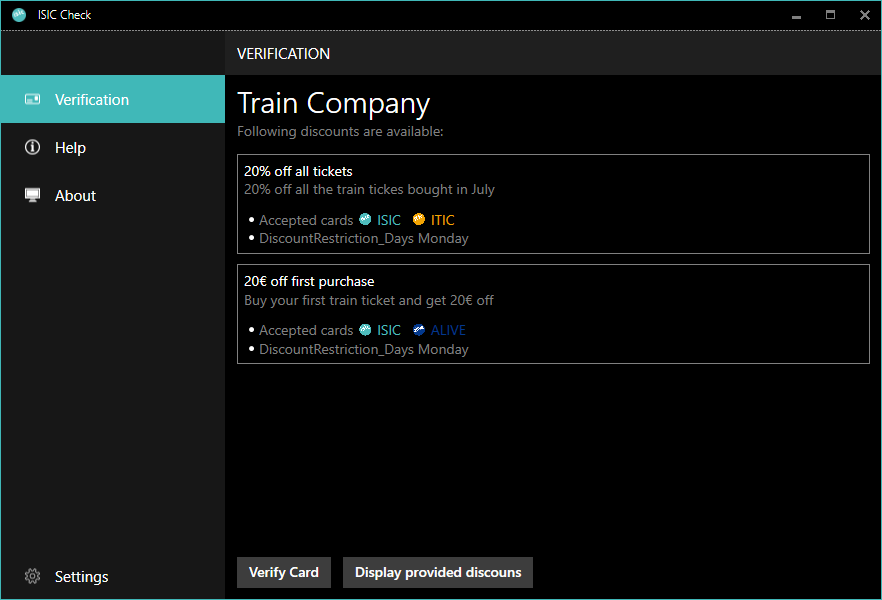 ISIC Check
VERIFICATION
Verification
Help
About
Settings
Train Company
Following discounts are available:
20% off all tickets
20% off all the train tickes bought in July
• Accepted cards ISIC ITIC
• DiscountRestriction_Days Monday
20€ off first purchase
Buy your first train ticket and get 20€ off
• Accepted cards ISIC ALIVE
• DiscountRestriction_Days Monday
Verify Card
Display provided discouns